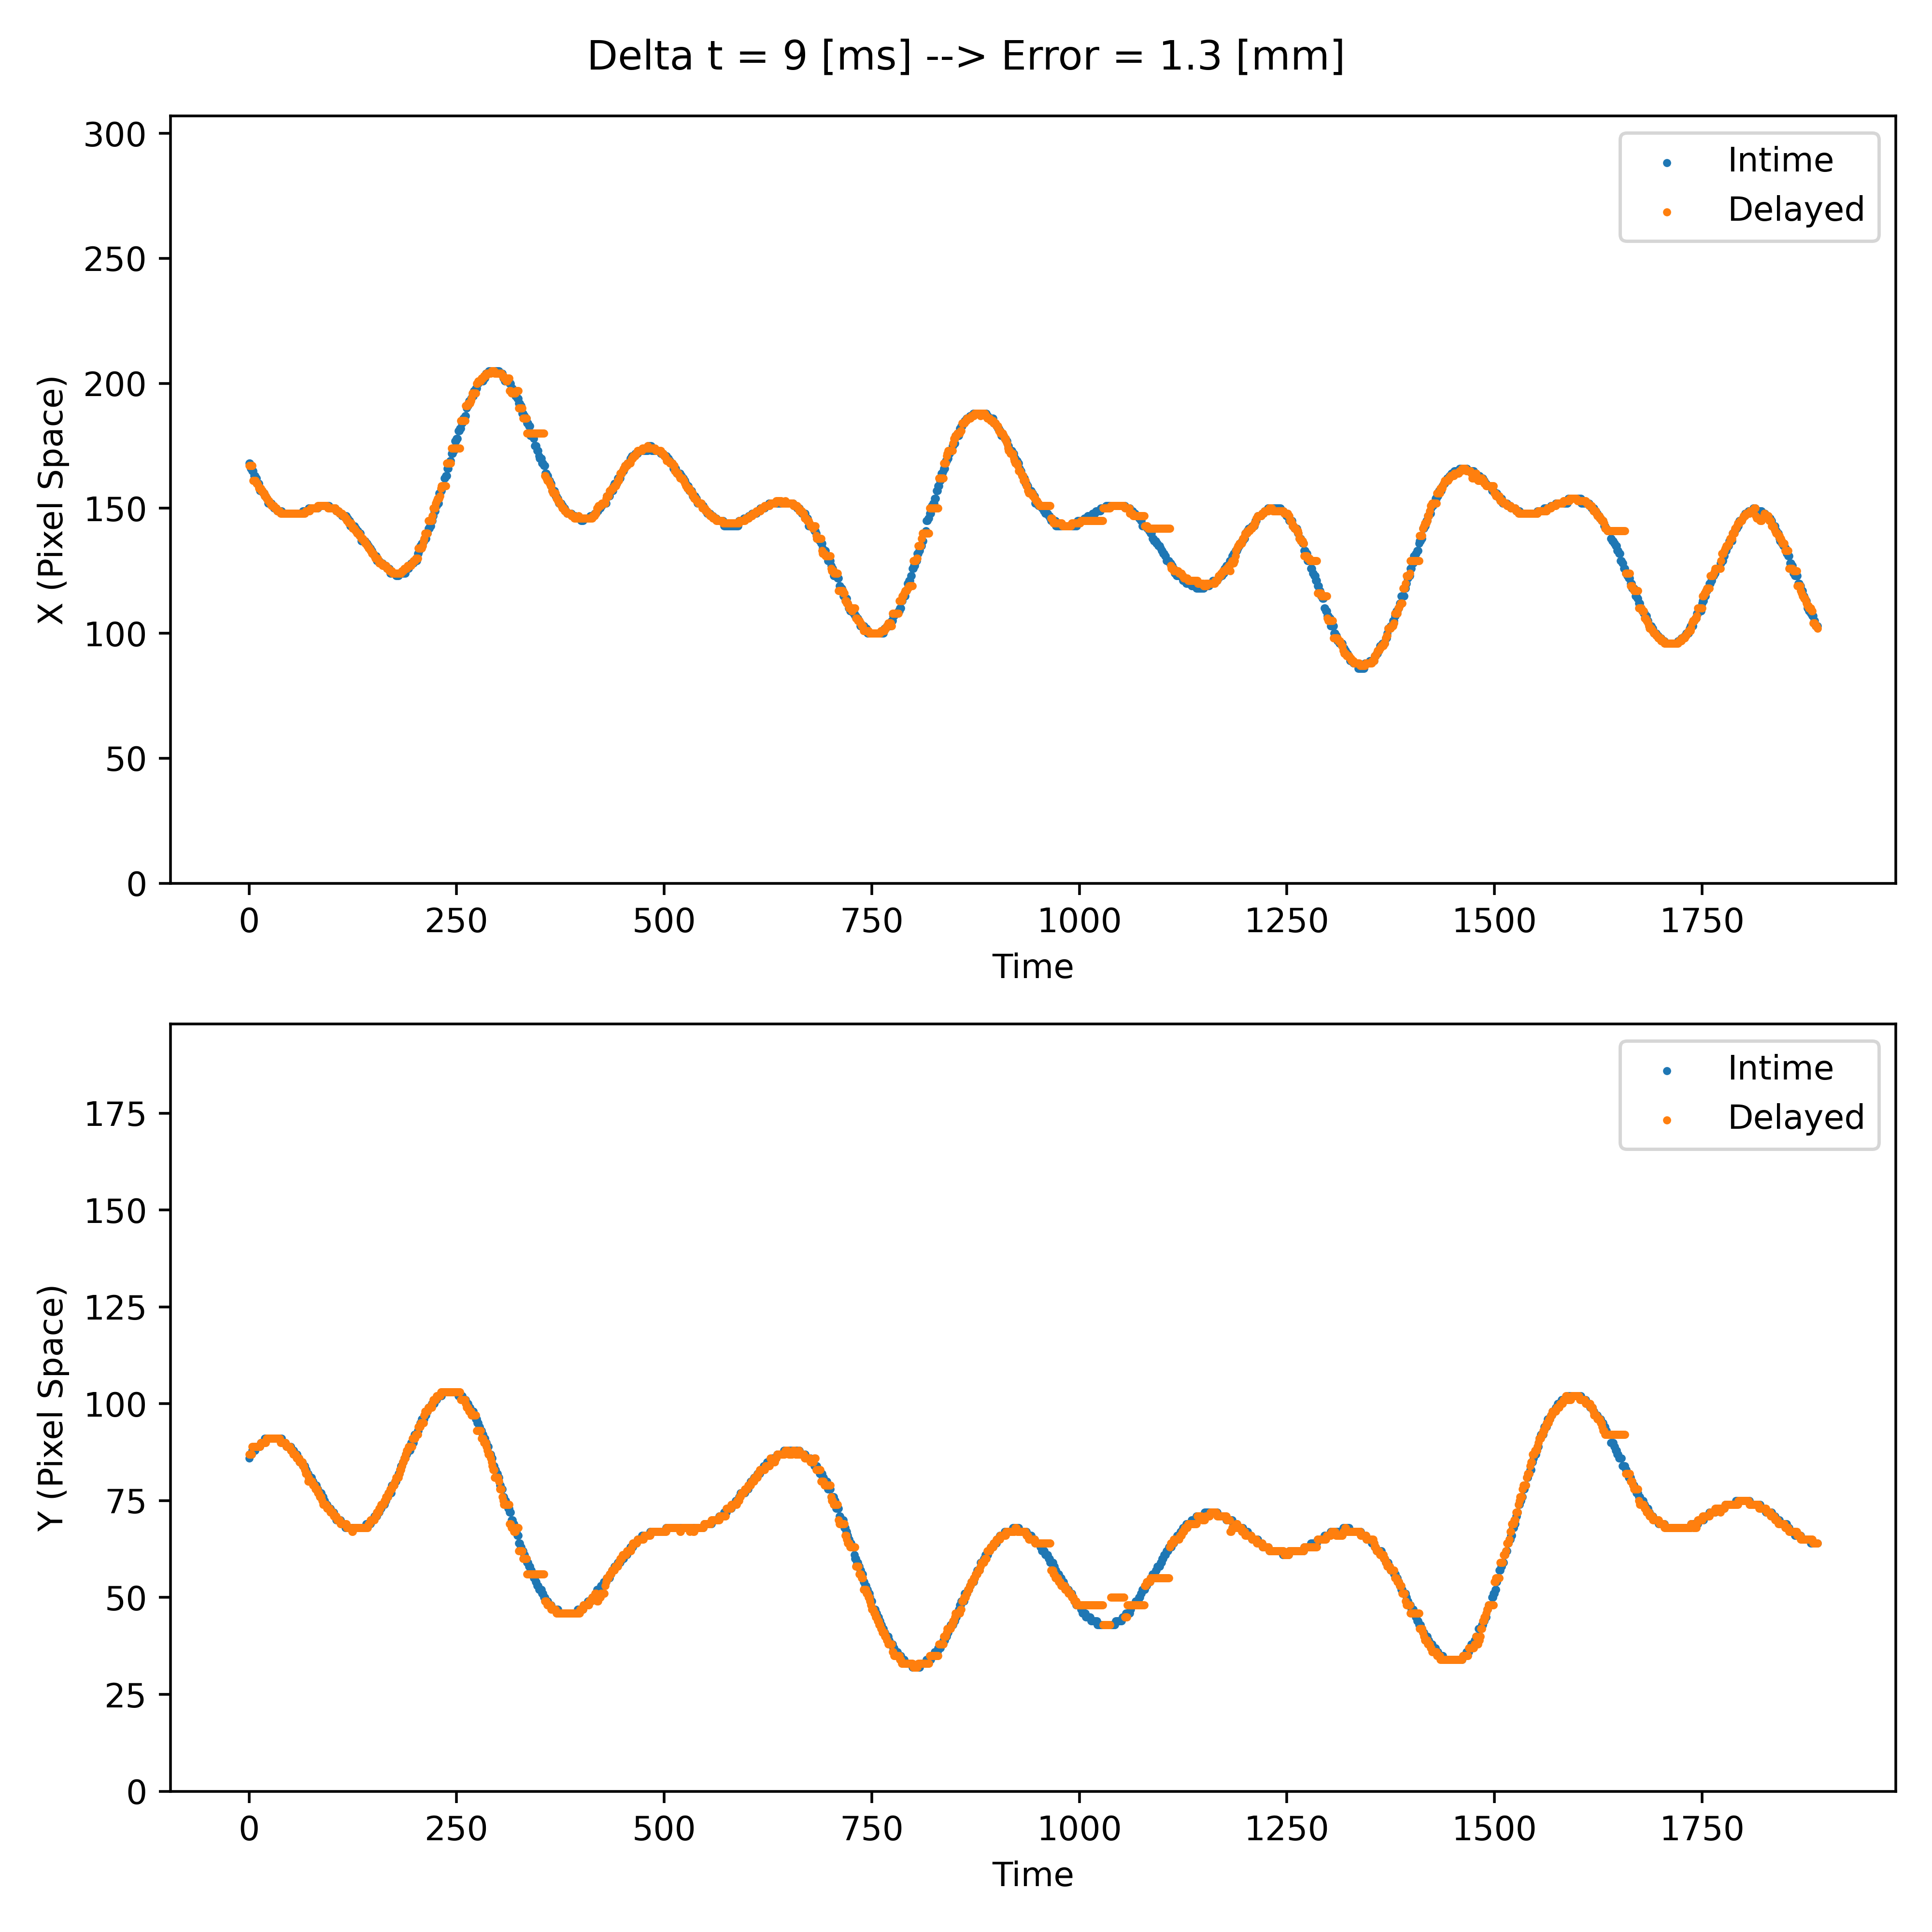 Delta t = 9 [ms] --> Error = 1.3 [mm]
300
250
200
150
100
50
0
X (Pixel Space)
Intime
Delayed
0 250 500 750 1000 1250 1500 1750
Time
175
150
125
100
75
50
25
0
Y (Pixel Space)
Intime
Delayed
0 250 500 750 1000 1250 1500 1750
Time